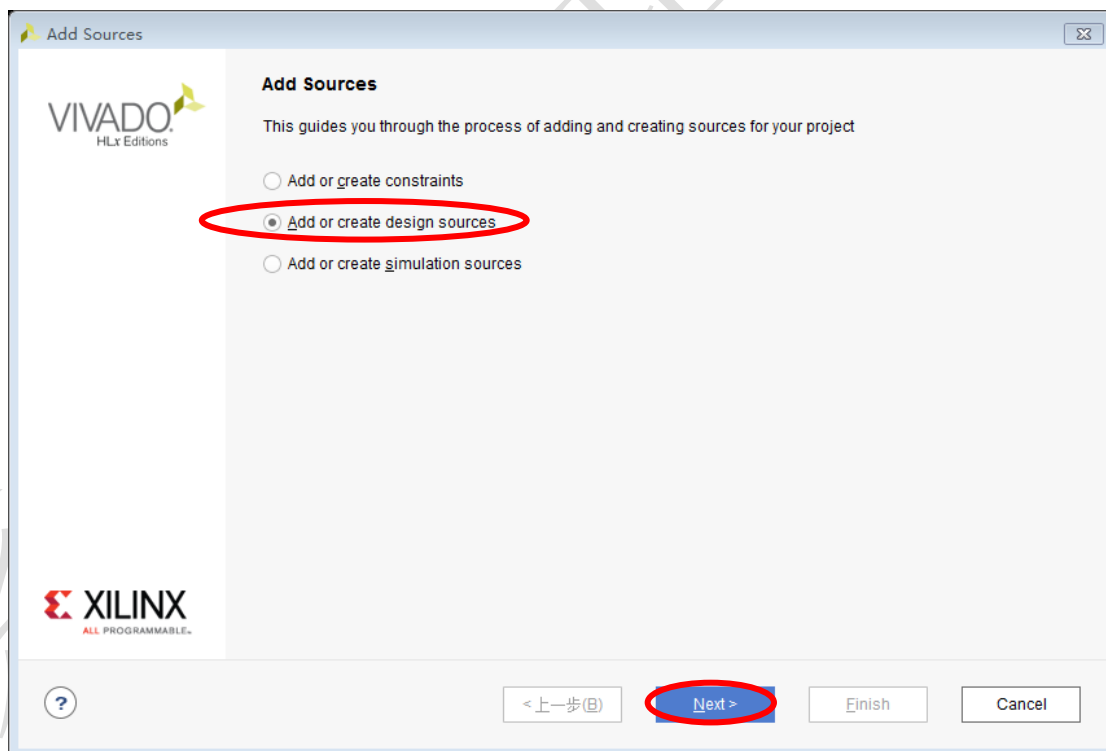 Add Sources
VIVADO.
HLx Editions
Add Sources
This guides you through the process of adding and creating sources for your project
Add or create constraints
Add or create design sources
Add or create simulation sources
XILINX
ALL PROGRAMMABLE™
?
<上一步(B)
Next >
Finish
Cancel